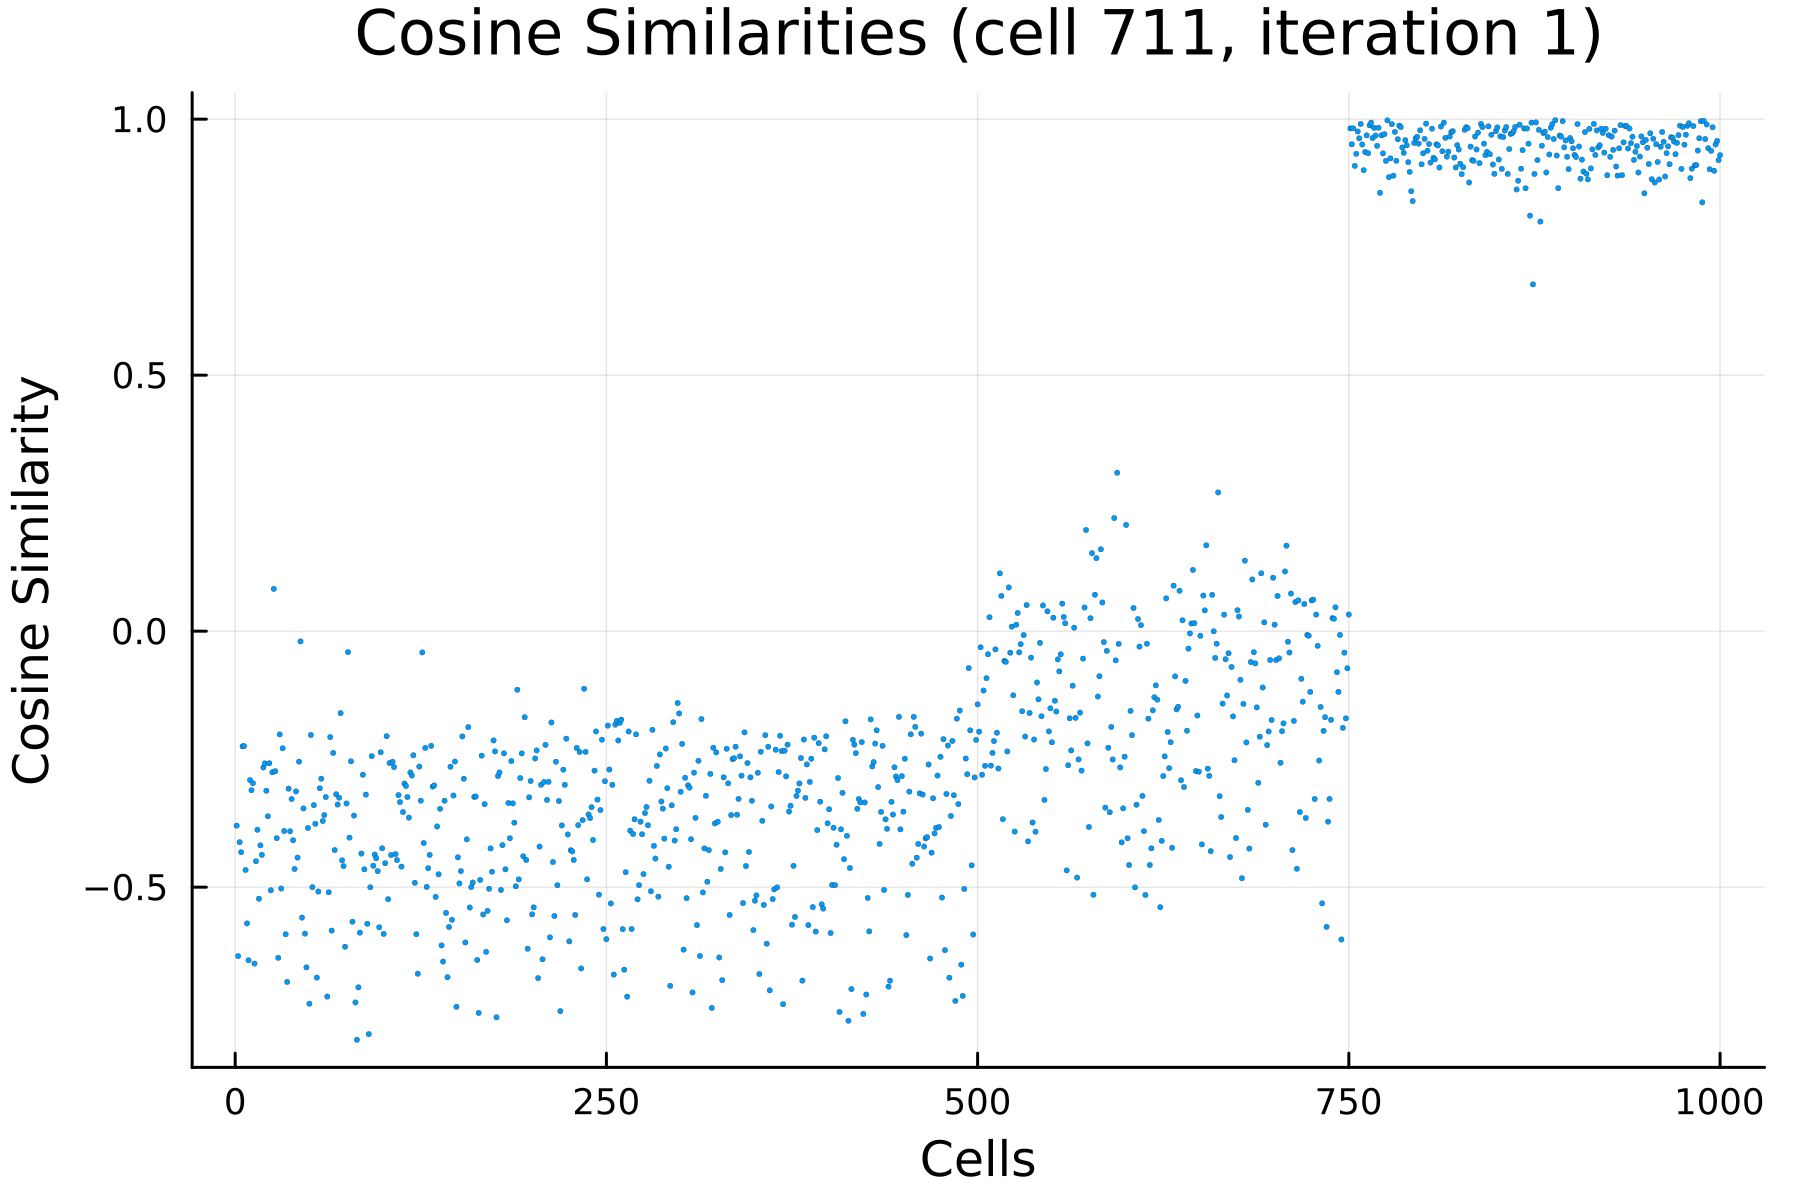 Cosine Similarities (cell 711, iteration 1)
Cosine Similarity
1.0
0.5
0.0
−0.5
0 250 500 750 1000
Cells